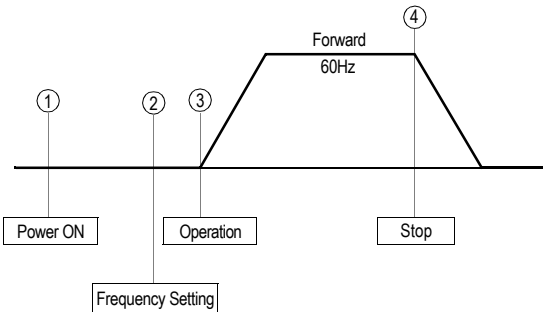 ④
Forward
60Hz
① ② ③
Power ON Operation Stop
Frequency Setting